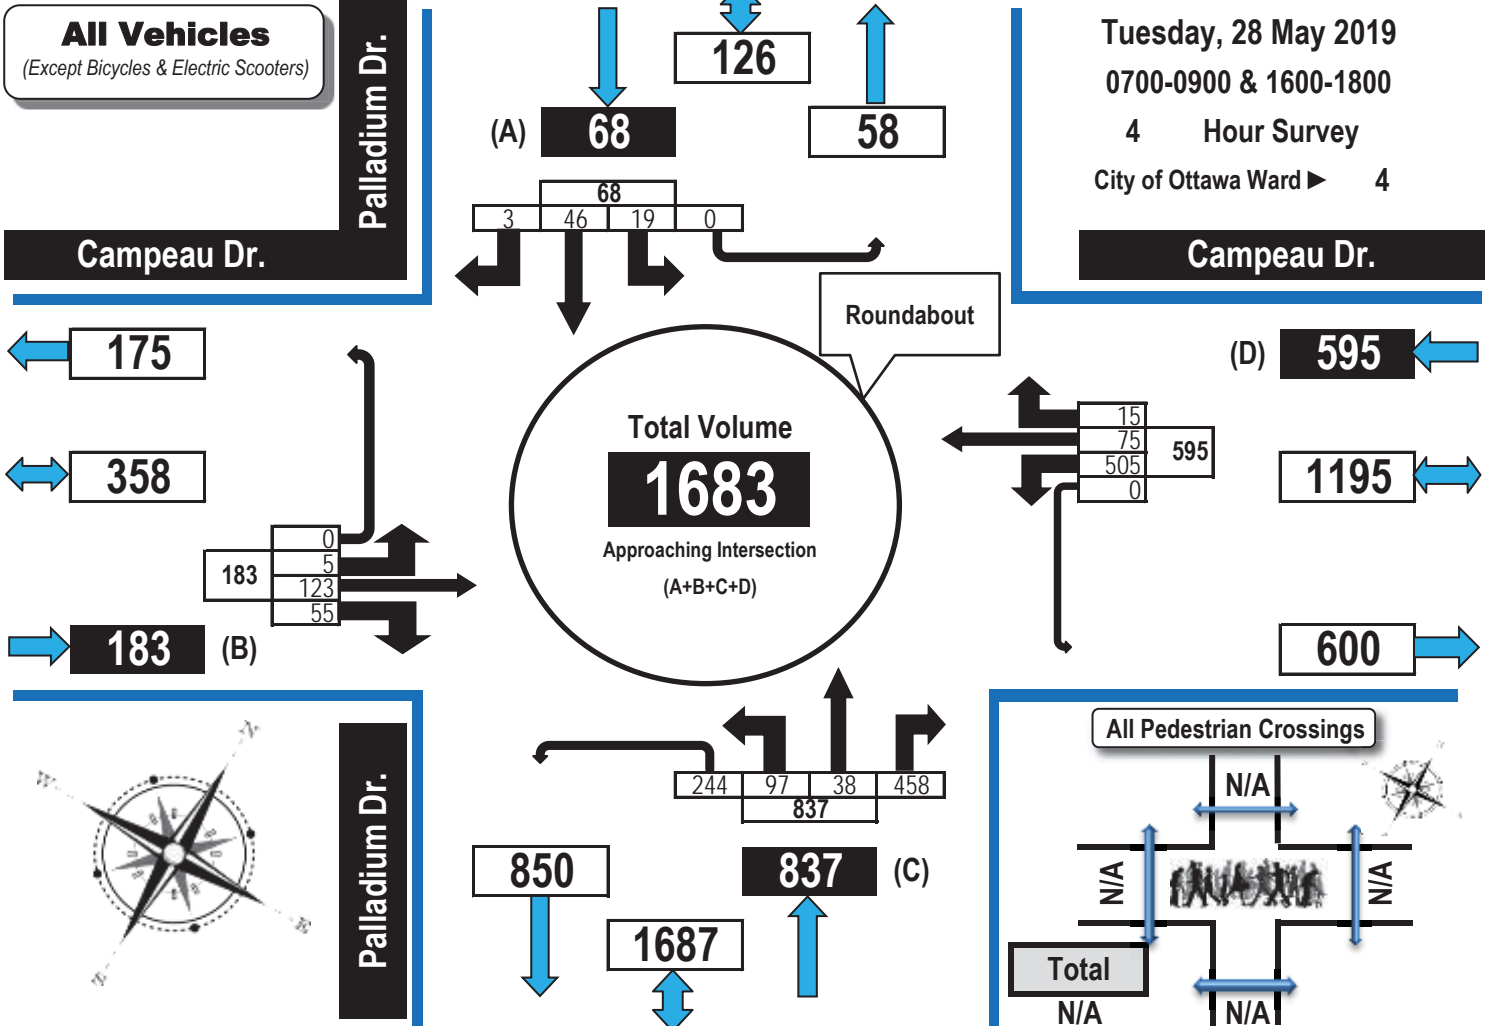 All Vehicles
(Except Bicycles & Electric Scooters)
Palladium Dr.
Campeau Dr.
126
(A) 68
58
68
3 46 19 0
Tuesday, 28 May 2019
0700-0900 & 1600-1800
4 Hour Survey
City of Ottawa Ward ► 4
Campeau Dr.
Roundabout
175
358
0
5
123
55
183
183 (B)
Total Volume
1683
Approaching Intersection
(A+B+C+D)
(D) 595
15
75
505
0
595
1195
600
N
W
E
S
Palladium Dr.
244 97 38 458
837
850
837 (C)
1687
All Pedestrian Crossings
N/A
N/A
N/A
Total
N/A
N/A